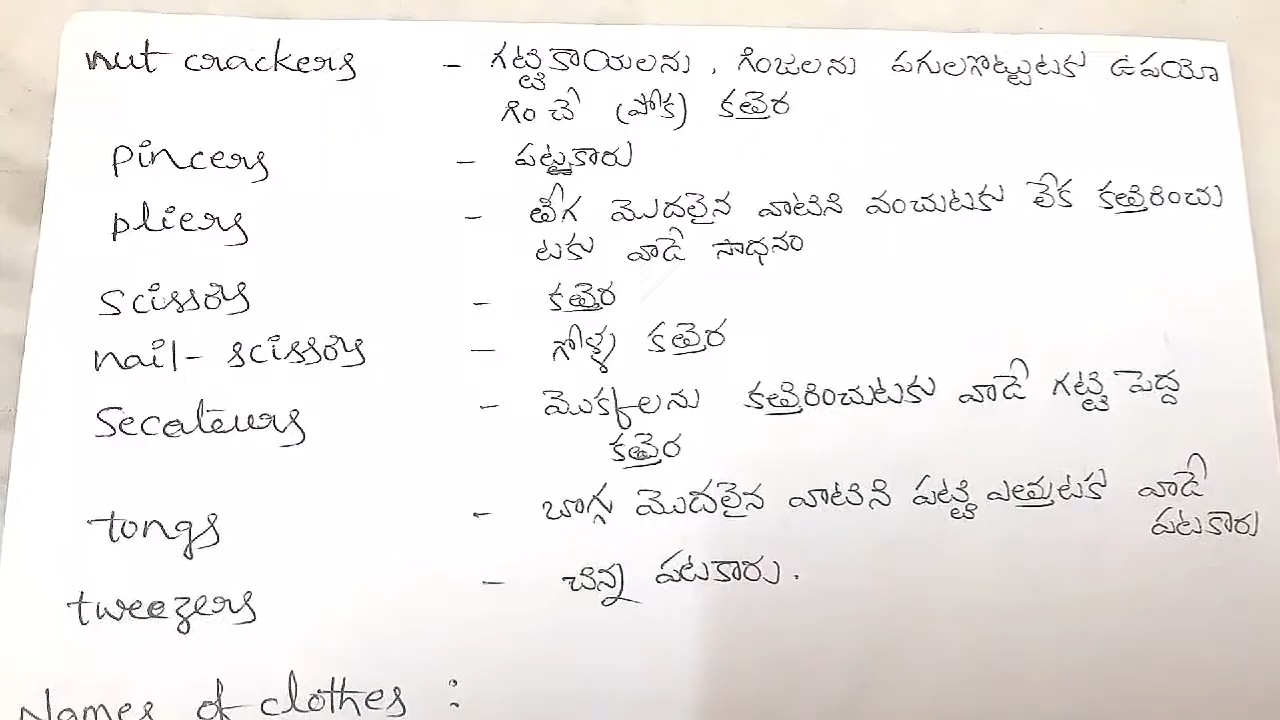 nut crackers - గట్టికాయలను, గింజలను పగులగొట్టుటకు ఉపయో
గించే (పోక) కత్తెర
pincers - పట్టుకారు
pliers - తీగ మొదలైన వాటిని వంచుటకు లేక కత్తిరించు
టకు వాడే సాధనం
scissors - కత్తెర
nail-scissors - గోళ్ళ కత్తెర
Secateurs - మొక్కలను కత్తిరించుటకు వాడే గట్టి పెద్ద
కత్తెర
tongs - బొగ్గు మొదలైన వాటిని పట్టి ఎత్తుటకు వాడే
పటకారు
tweezers - చిన్న పటకారు.
Names of clothes :